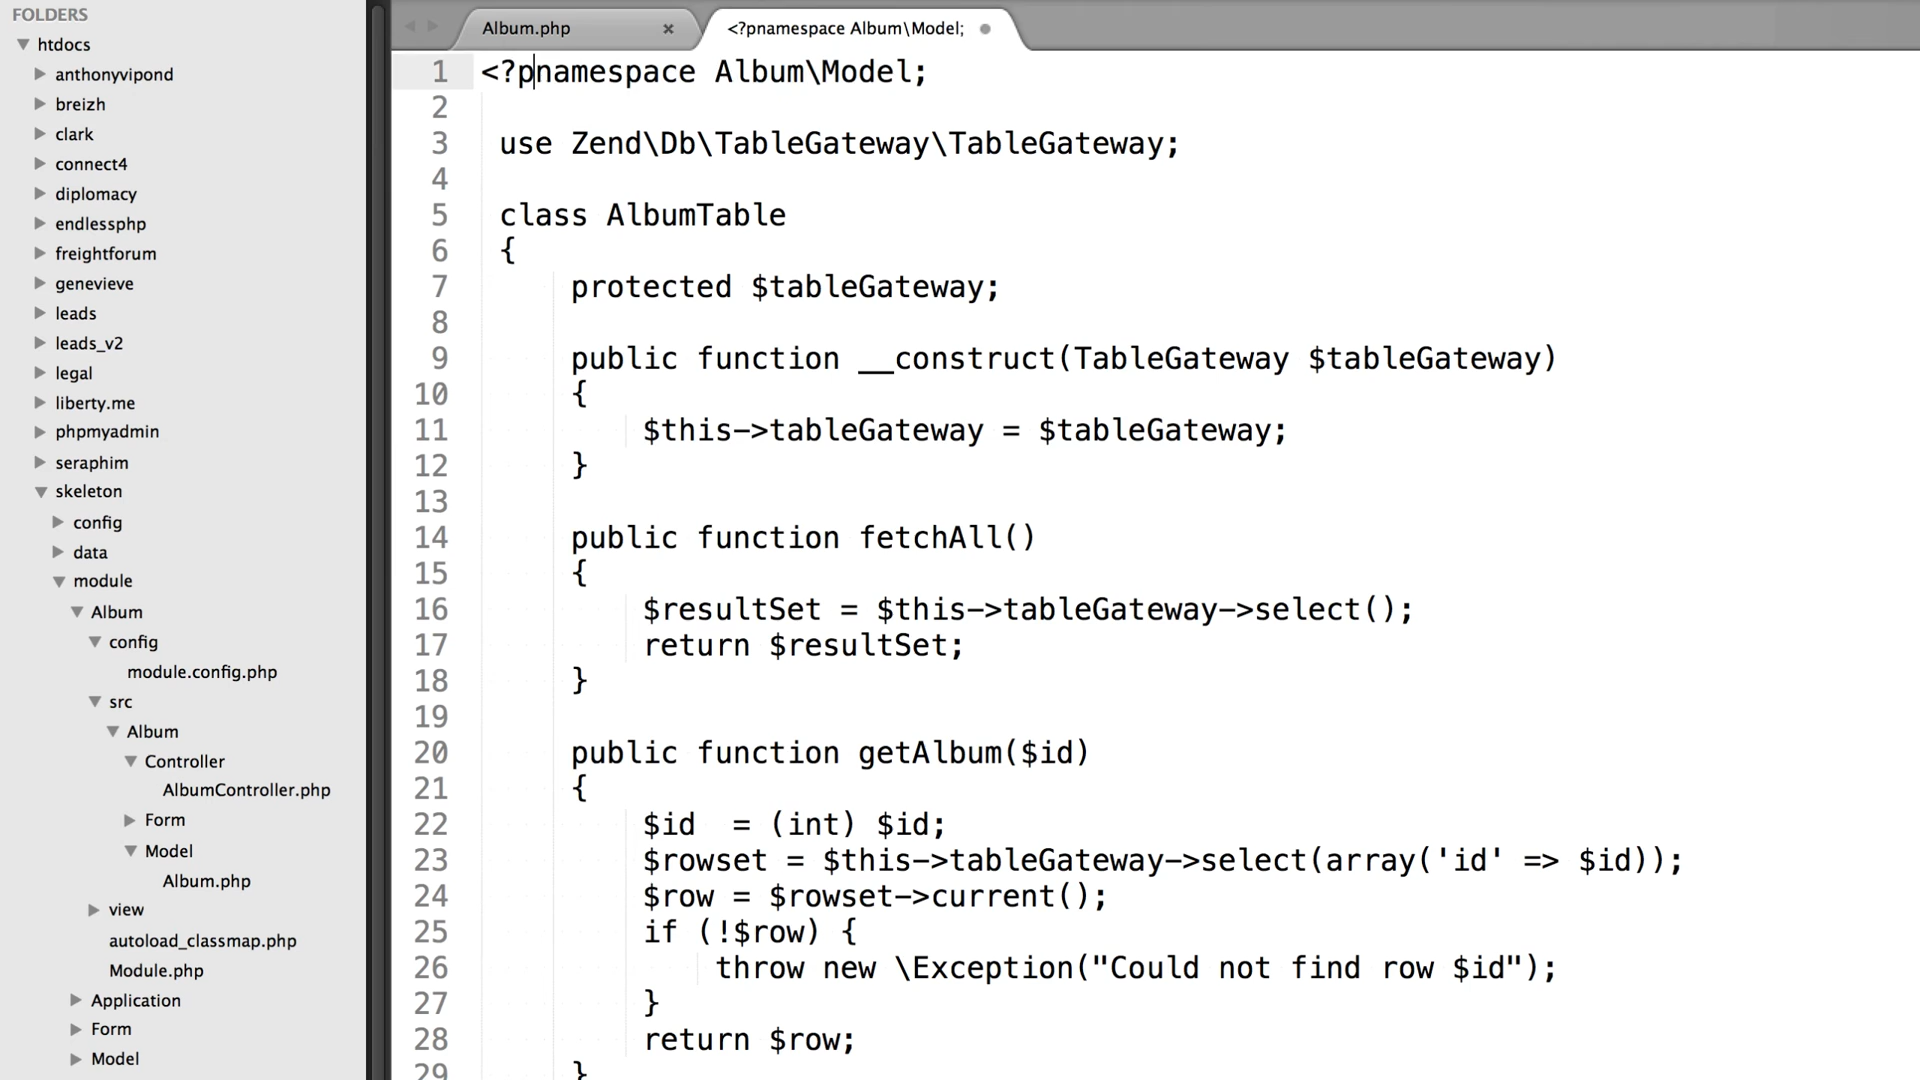 FOLDERS
htdocs
anthonyvipond
breizh
clark
connect4
diplomacy
endlessphp
freightforum
genevieve
leads
leads_v2
legal
liberty.me
phpmyadmin
seraphim
skeleton
config
data
module
Album
config
module.config.php
src
Album
Controller
AlbumController.php
Form
Model
Album.php
view
autoload_classmap.php
Module.php
Application
Form
Model
Album.php
<?pnamespace Album\Model;
1 <?pnamespace Album\Model;
2
3 use Zend\Db\TableGateway\TableGateway;
4
5 class AlbumTable
6 {
7 protected $tableGateway;
8
9 public function __construct(TableGateway $tableGateway)
10 {
11 $this->tableGateway = $tableGateway;
12 }
13
14 public function fetchAll()
15 {
16 $resultSet = $this->tableGateway->select();
17 return $resultSet;
18 }
19
20 public function getAlbum($id)
21 {
22 $id  = (int) $id;
23 $rowset = $this->tableGateway->select(array('id' => $id));
24 $row = $rowset->current();
25 if (!$row) {
26 throw new \Exception("Could not find row $id");
27 }
28 return $row;
29 }